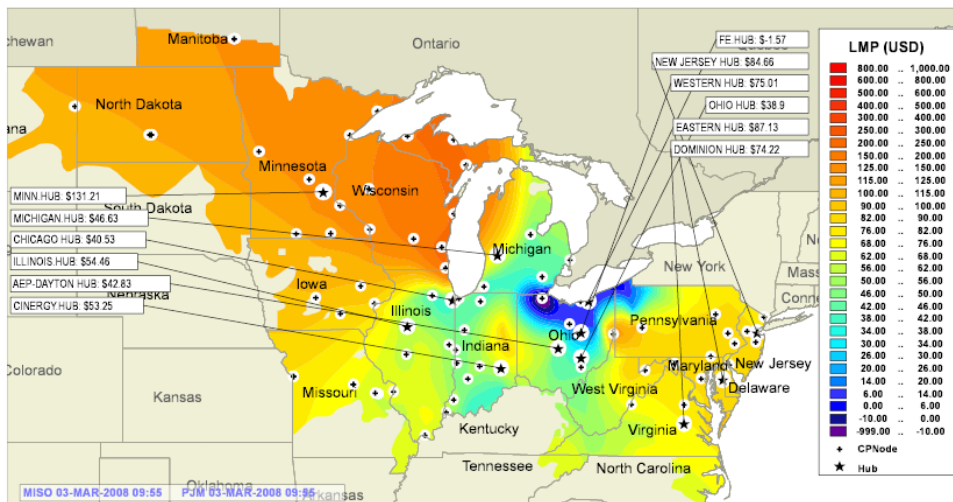 Ontario
FE HUB: $-1.57
NEW JERSEY HUB: $84.66
WESTERN HUB: $75.01
OHIO HUB: $38.9
EASTERN HUB: $87.13
DOMINION HUB: $74.22
Manitoba
North Dakota
Minnesota
Wisconsin
MINN.HUB: $131.21
South Dakota
MICHIGAN.HUB: $46.63
CHICAGO HUB: $40.53
ILLINOIS.HUB: $54.46
AEP-DAYTON HUB: $42.83
CINERGY.HUB: $53.25
Michigan
New York
Nebraska
Iowa
Illinois
Indiana
Ohio
Pennsylvania
New Jersey
Maryland
Delaware
Colorado
Kansas
Missouri
West Virginia
Virginia
Kentucky
Tennessee
North Carolina
Oklahoma
Arkansas
MISO 03-MAR-2008 09:55 PJM 03-MAR-2008 09:55
LMP (USD)
800.00 .. 1,000.00
600.00 .. 800.00
500.00 .. 600.00
400.00 .. 500.00
300.00 .. 400.00
250.00 .. 300.00
200.00 .. 250.00
150.00 .. 200.00
125.00 .. 150.00
115.00 .. 125.00
100.00 .. 115.00
90.00 .. 100.00
82.00 .. 90.00
76.00 .. 82.00
68.00 .. 76.00
62.00 .. 68.00
56.00 .. 62.00
50.00 .. 56.00
46.00 .. 50.00
42.00 .. 46.00
38.00 .. 42.00
34.00 .. 38.00
30.00 .. 34.00
26.00 .. 30.00
20.00 .. 26.00
14.00 .. 20.00
6.00 .. 14.00
0.00 .. 6.00
-10.00 .. 0.00
-999.00 .. -10.00
CPNode
Hub